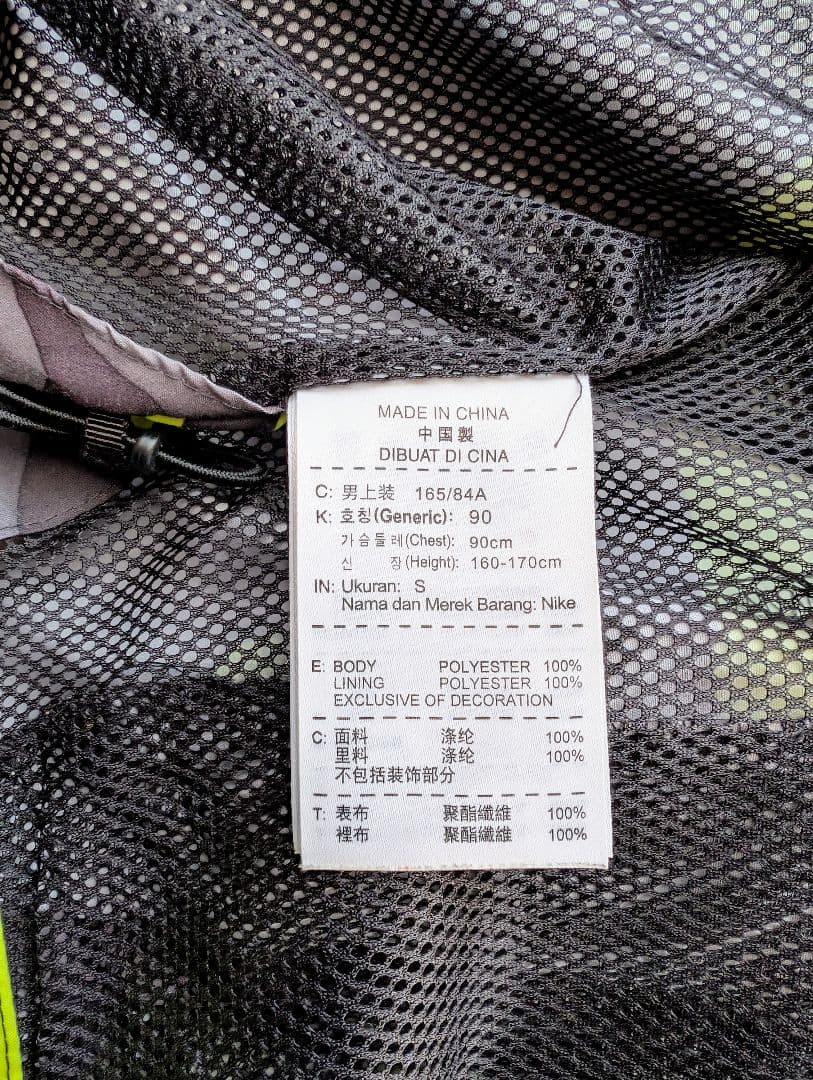 MADE IN CHINA
中国製
DIBUAT DI CINA
C: 男上装 165/84A
K: 호칭(Generic): 90
가슴둘레(Chest): 90cm
신 장(Height): 160-170cm
IN: Ukuran: S
Nama dan Merek Barang: Nike
E: BODY POLYESTER 100%
LINING POLYESTER 100%
EXCLUSIVE OF DECORATION
C: 面料 涤纶 100%
里料 涤纶 100%
不包括装饰部分
T: 表布 聚酯纖維 100%
裡布 聚酯纖維 100%